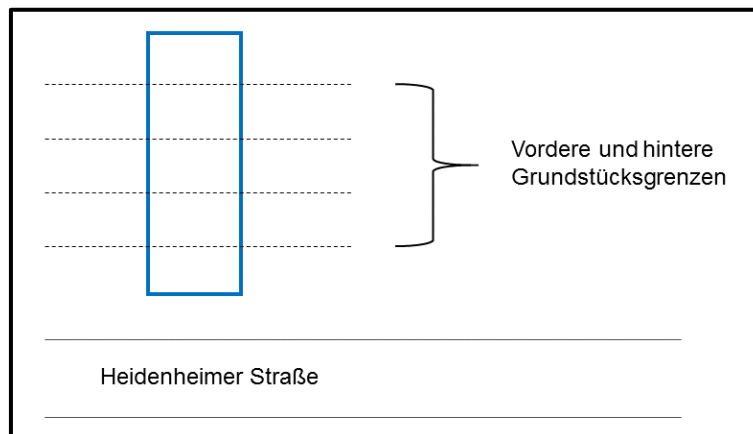 Vordere und hintere
Grundstücksgrenzen
Heidenheimer Straße